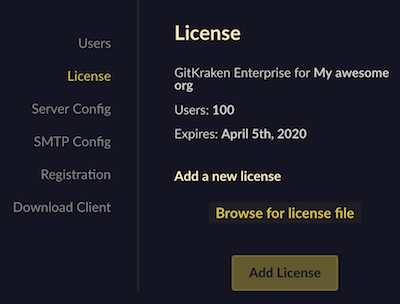 Users
License
Server Config
SMTP Config
Registration
Download Client
License
GitKraken Enterprise for My awesome
org
Users: 100
Expires: April 5th, 2020
Add a new license
Browse for license file
Add License